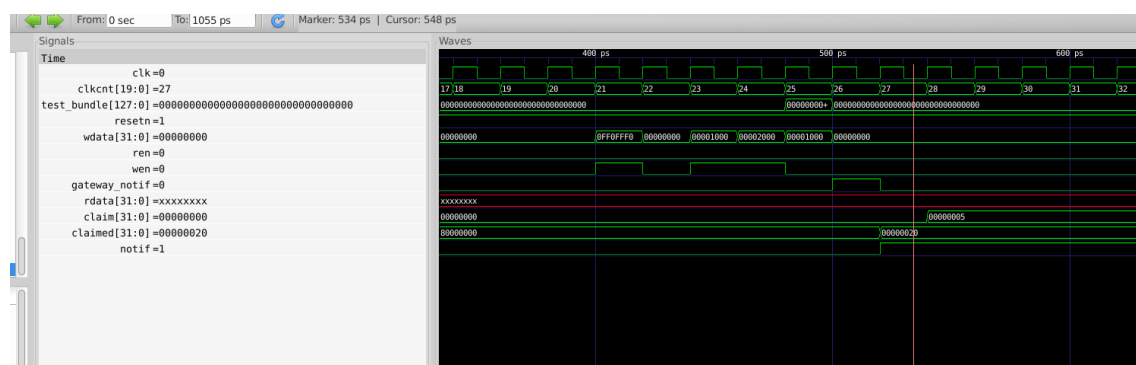 From: 0 sec To: 1055 ps Marker: 534 ps | Cursor: 548 ps
Signals
Waves
Time
400 ps 500 ps 600 ps
clk=0
clkcnt[19:0]=27
17 18 19 20 21 22 23 24 25 26 27 28 29 30 31 32
test_bundle[127:0]=00000000000000000000000000000000
00000000000000000000000000000000 00000000+ 00000000000000000000000000000000
resetn=1
wdata[31:0]=00000000
00000000 0FF0FFF0 00000000 00001000 00002000 00001000 00000000
ren=0
wen=0
gateway_notif=0
rdata[31:0]=xxxxxxxx
xxxxxxxx
claim[31:0]=00000000
00000000 00000005
claimed[31:0]=00000020
80000000 00000020
notif=1